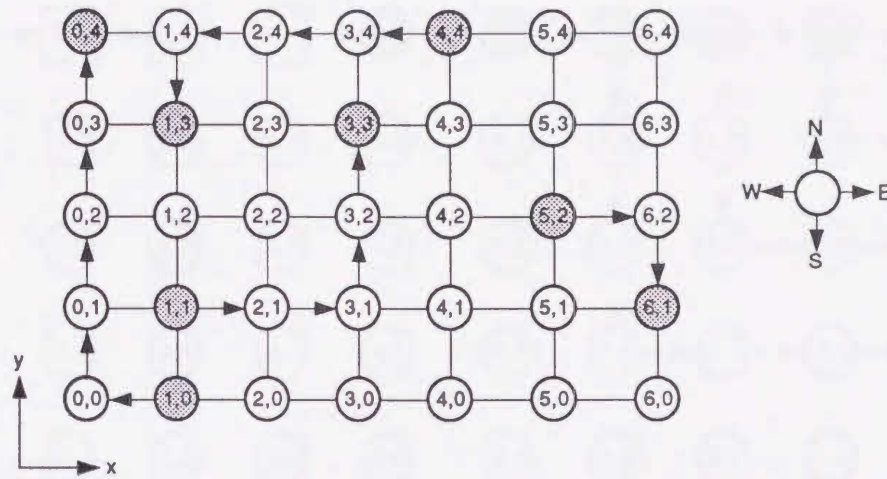 0,4 1,4 2,4 3,4 4,4 5,4 6,4
0,3 1,3 2,3 3,3 4,3 5,3 6,3
N
W E
S
0,2 1,2 2,2 3,2 4,2 5,2 6,2
0,1 1,1 2,1 3,1 4,1 5,1 6,1
y
0,0 1,0 2,0 3,0 4,0 5,0 6,0
x